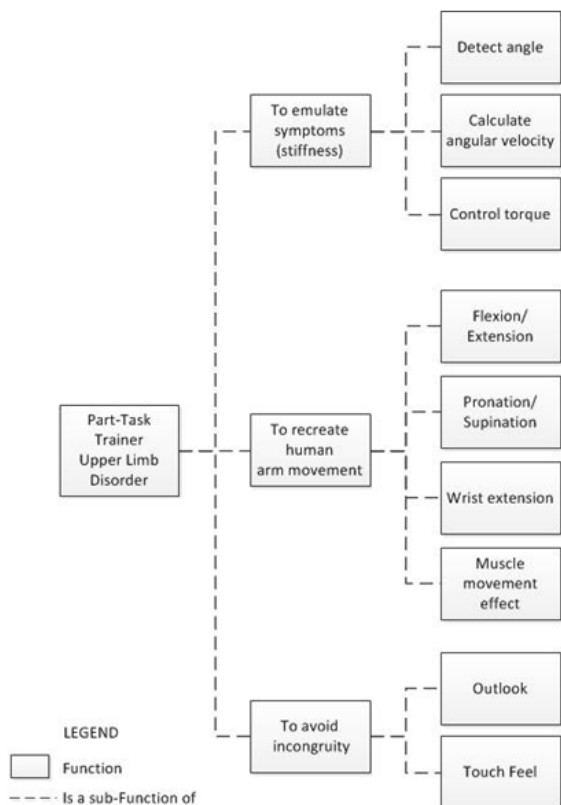 Detect angle
To emulate
symptoms
(stiffness)
Calculate
angular velocity
Control torque
Flexion/
Extension
Part-Task
Trainer
Upper Limb
Disorder
To recreate
human
arm movement
Pronation/
Supination
Wrist extension
Muscle
movement
effect
To avoid
incongruity
Outlook
Touch Feel
LEGEND
Function
Is a sub-Function of